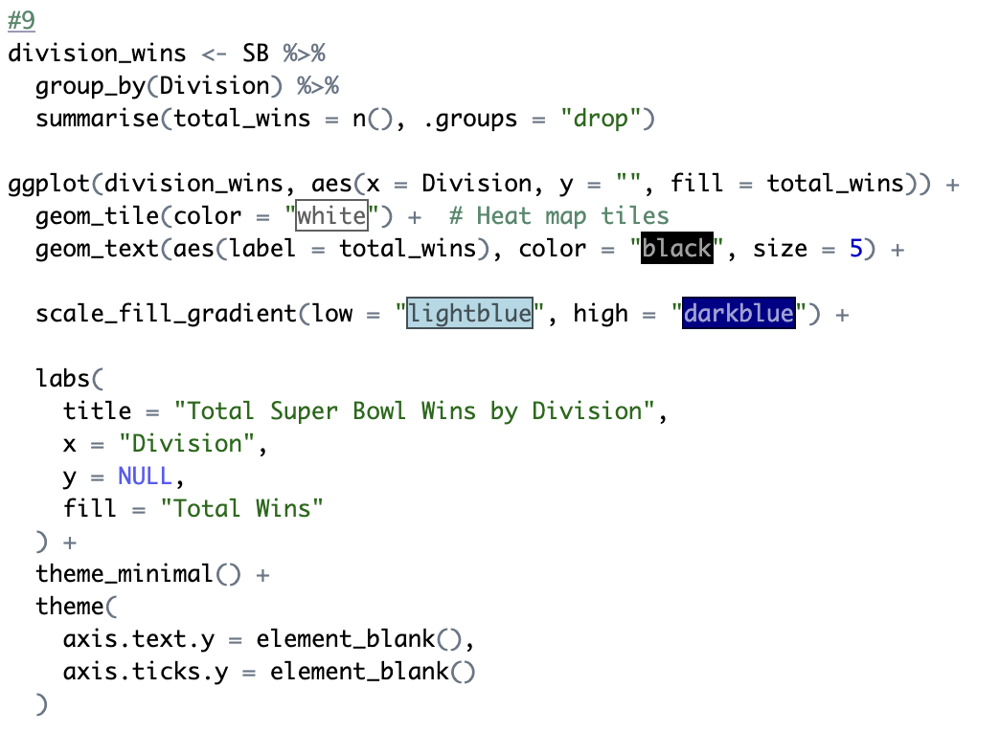 #9
division_wins <- SB %>%
  group_by(Division) %>%
  summarise(total_wins = n(), .groups = "drop")

ggplot(division_wins, aes(x = Division, y = "", fill = total_wins)) +
  geom_tile(color = "white") +  # Heat map tiles
  geom_text(aes(label = total_wins), color = "black", size = 5) +

  scale_fill_gradient(low = "lightblue", high = "darkblue") +

  labs(
    title = "Total Super Bowl Wins by Division",
    x = "Division",
    y = NULL,
    fill = "Total Wins"
  ) +
  theme_minimal() +
  theme(
    axis.text.y = element_blank(),
    axis.ticks.y = element_blank()
  )